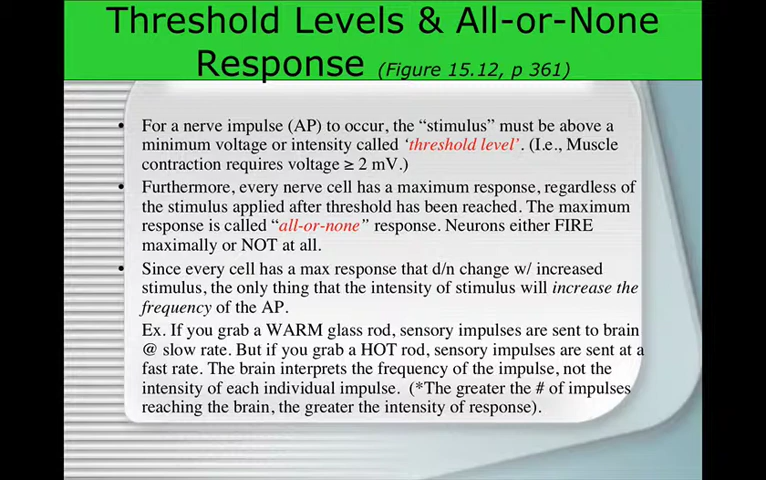 Threshold Levels & All-or-None
Response (Figure 15.12, p 361)
• For a nerve impulse (AP) to occur, the “stimulus” must be above a
minimum voltage or intensity called ‘threshold level’. (I.e., Muscle
contraction requires voltage ≥ 2 mV.)
• Furthermore, every nerve cell has a maximum response, regardless of
the stimulus applied after threshold has been reached. The maximum
response is called “all-or-none” response. Neurons either FIRE
maximally or NOT at all.
• Since every cell has a max response that d/n change w/ increased
stimulus, the only thing that the intensity of stimulus will increase the
frequency of the AP.
Ex. If you grab a WARM glass rod, sensory impulses are sent to brain
@ slow rate. But if you grab a HOT rod, sensory impulses are sent at a
fast rate. The brain interprets the frequency of the impulse, not the
intensity of each individual impulse. (*The greater the # of impulses
reaching the brain, the greater the intensity of response).